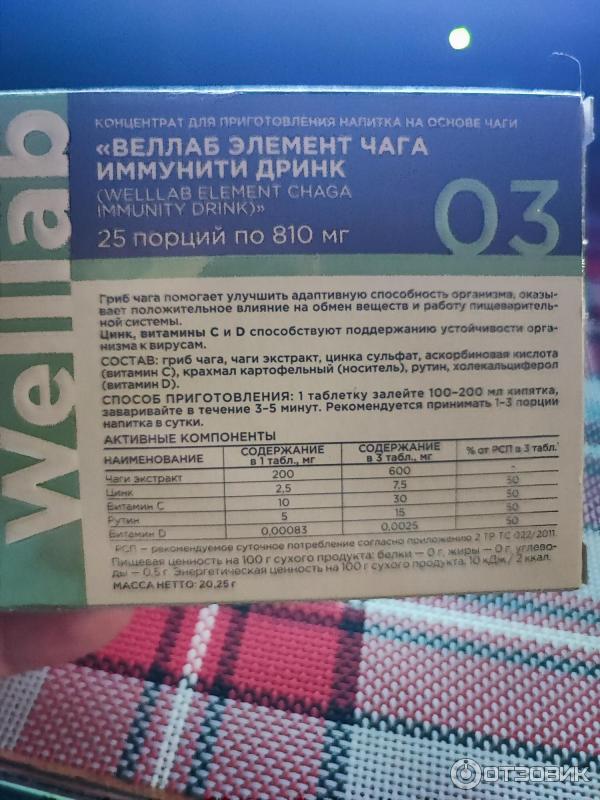 welllab
КОНЦЕНТРАТ ДЛЯ ПРИГОТОВЛЕНИЯ НАПИТКА НА ОСНОВЕ ЧАГИ
«ВЕЛЛАБ ЭЛЕМЕНТ ЧАГА
ИММУНИТИ ДРИНК
(WELLLAB ELEMENT CHAGA
IMMUNITY DRINK)»
25 ПОРЦИЙ ПО 810 МГ
03
Гриб чага помогает улучшить адаптивную способность организма, оказы-
вает положительное влияние на обмен веществ и работу пищеваритель-
ной системы.
Цинк, витамины С и D способствуют поддержанию устойчивости орга-
низма к вирусам.
СОСТАВ: гриб чага, чаги экстракт, цинка сульфат, аскорбиновая кислота
(витамин С), крахмал картофельный (носитель), рутин, холекальциферол
(витамин D).
СПОСОБ ПРИГОТОВЛЕНИЯ: 1 таблетку залейте 100–200 мл кипятка,
заваривайте в течение 3–5 минут. Рекомендуется принимать 1–3 порции
напитка в сутки.
АКТИВНЫЕ КОМПОНЕНТЫ
НАИМЕНОВАНИЕ СОДЕРЖАНИЕ в 1 табл., мг СОДЕРЖАНИЕ в 3 табл., мг % от РСП в 3 табл.
Чаги экстракт 200 600 -
Цинк 2,5 7,5 50
Витамин С 10 30 50
Рутин 5 15 50
Витамин D 0,00083 0,0025 50
РСП — рекомендуемое суточное потребление согласно приложению 2 ТР ТС 022/2011.
Пищевая ценность на 100 г сухого продукта: белки — 0 г, жиры — 0 г, углево-
ды — 0,5 г. Энергетическая ценность на 100 г сухого продукта: 10 кДж / 2 ккал.
МАССА НЕТТО: 20,25 г
ОТЗОВИК